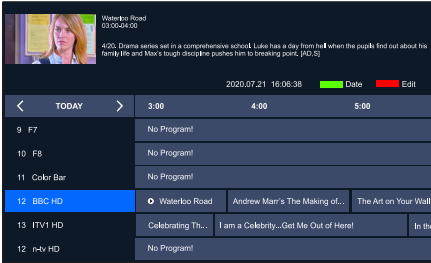 Waterloo Road
03:00-04:00
4/20. Drama series set in a comprehensive school. Luke has a day from hell when the pupils find out about his
family life and Max's tough discipline pushes him to breaking point. [AD,S]
2020.07.21 16:06:38 Date Edit
TODAY 3:00 4:00 5:00
9 F7 No Program!
10 F8 No Program!
11 Color Bar No Program!
12 BBC HD Waterloo Road Andrew Marr's The Making of... The Art on Your Wall
13 ITV1 HD Celebrating Th... I am a Celebrity...Get Me Out of Here! In the
12 n-tv HD No Program!